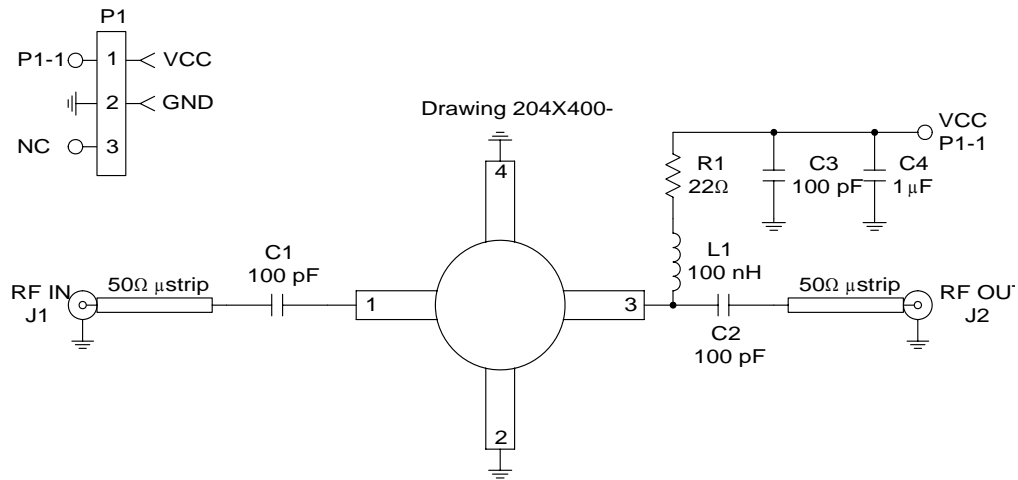 P1
P1-1
1
VCC
2
GND
NC
3
Drawing 204X400-
4
VCC
P1-1
R1
22Ω
C3
100 pF
C4
1 µF
C1
100 pF
L1
100 nH
RF IN
J1
50Ω µstrip
1
3
50Ω µstrip
RF OUT
J2
C2
100 pF
2